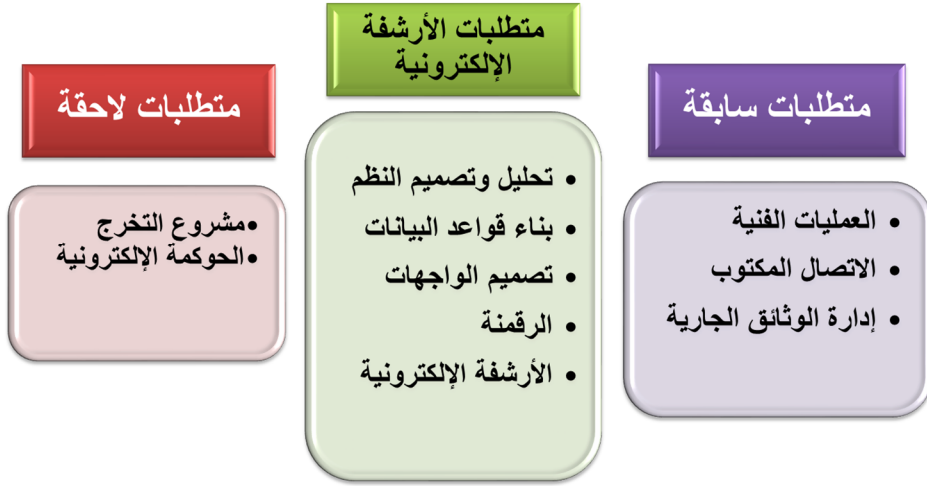 متطلبات سابقة
• العمليات الفنية
• الاتصال المكتوب
• إدارة الوثائق الجارية
متطلبات الأرشفة
الإلكترونية
• تحليل وتصميم النظم
• بناء قواعد البيانات
• تصميم الواجهات
• الرقمنة
• الأرشفة الإلكترونية
متطلبات لاحقة
•مشروع التخرج
•الحوكمة الإلكترونية